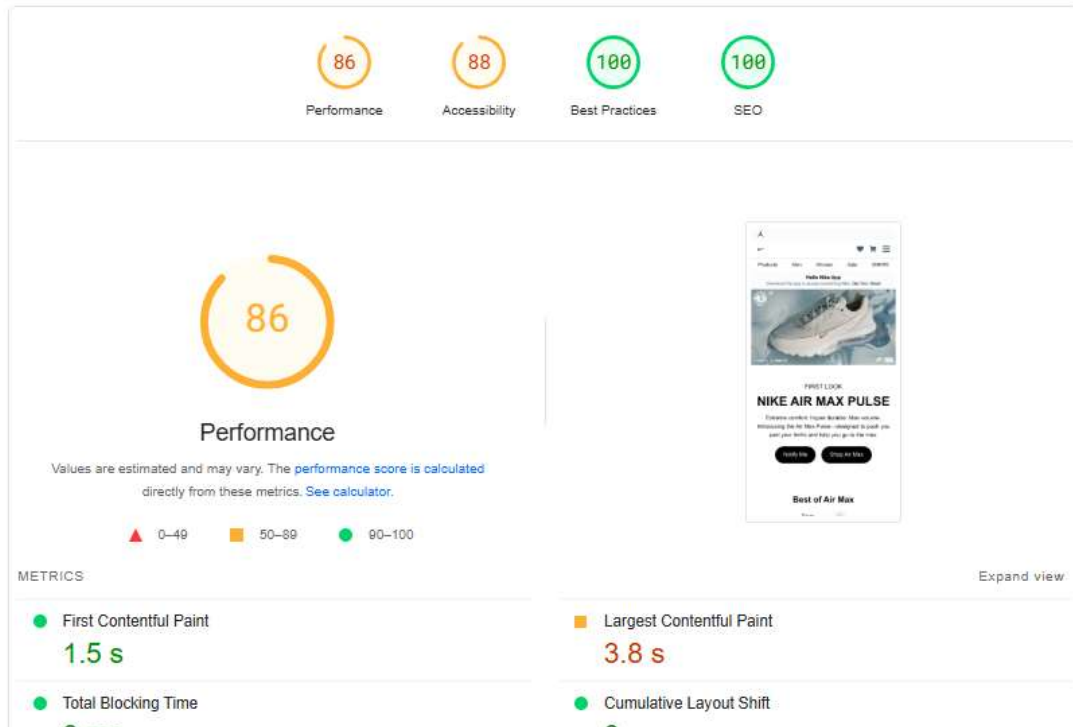 86
88
100
100
Performance
Accessibility
Best Practices
SEO
86
Performance
Values are estimated and may vary. The performance score is calculated
directly from these metrics. See calculator.
0–49
50–89
90–100
FIRST LOOK
NIKE AIR MAX PULSE
Notify Me
Shop Air Max
Best of Air Max
METRICS
Expand view
First Contentful Paint
1.5 s
Largest Contentful Paint
3.8 s
Total Blocking Time
Cumulative Layout Shift